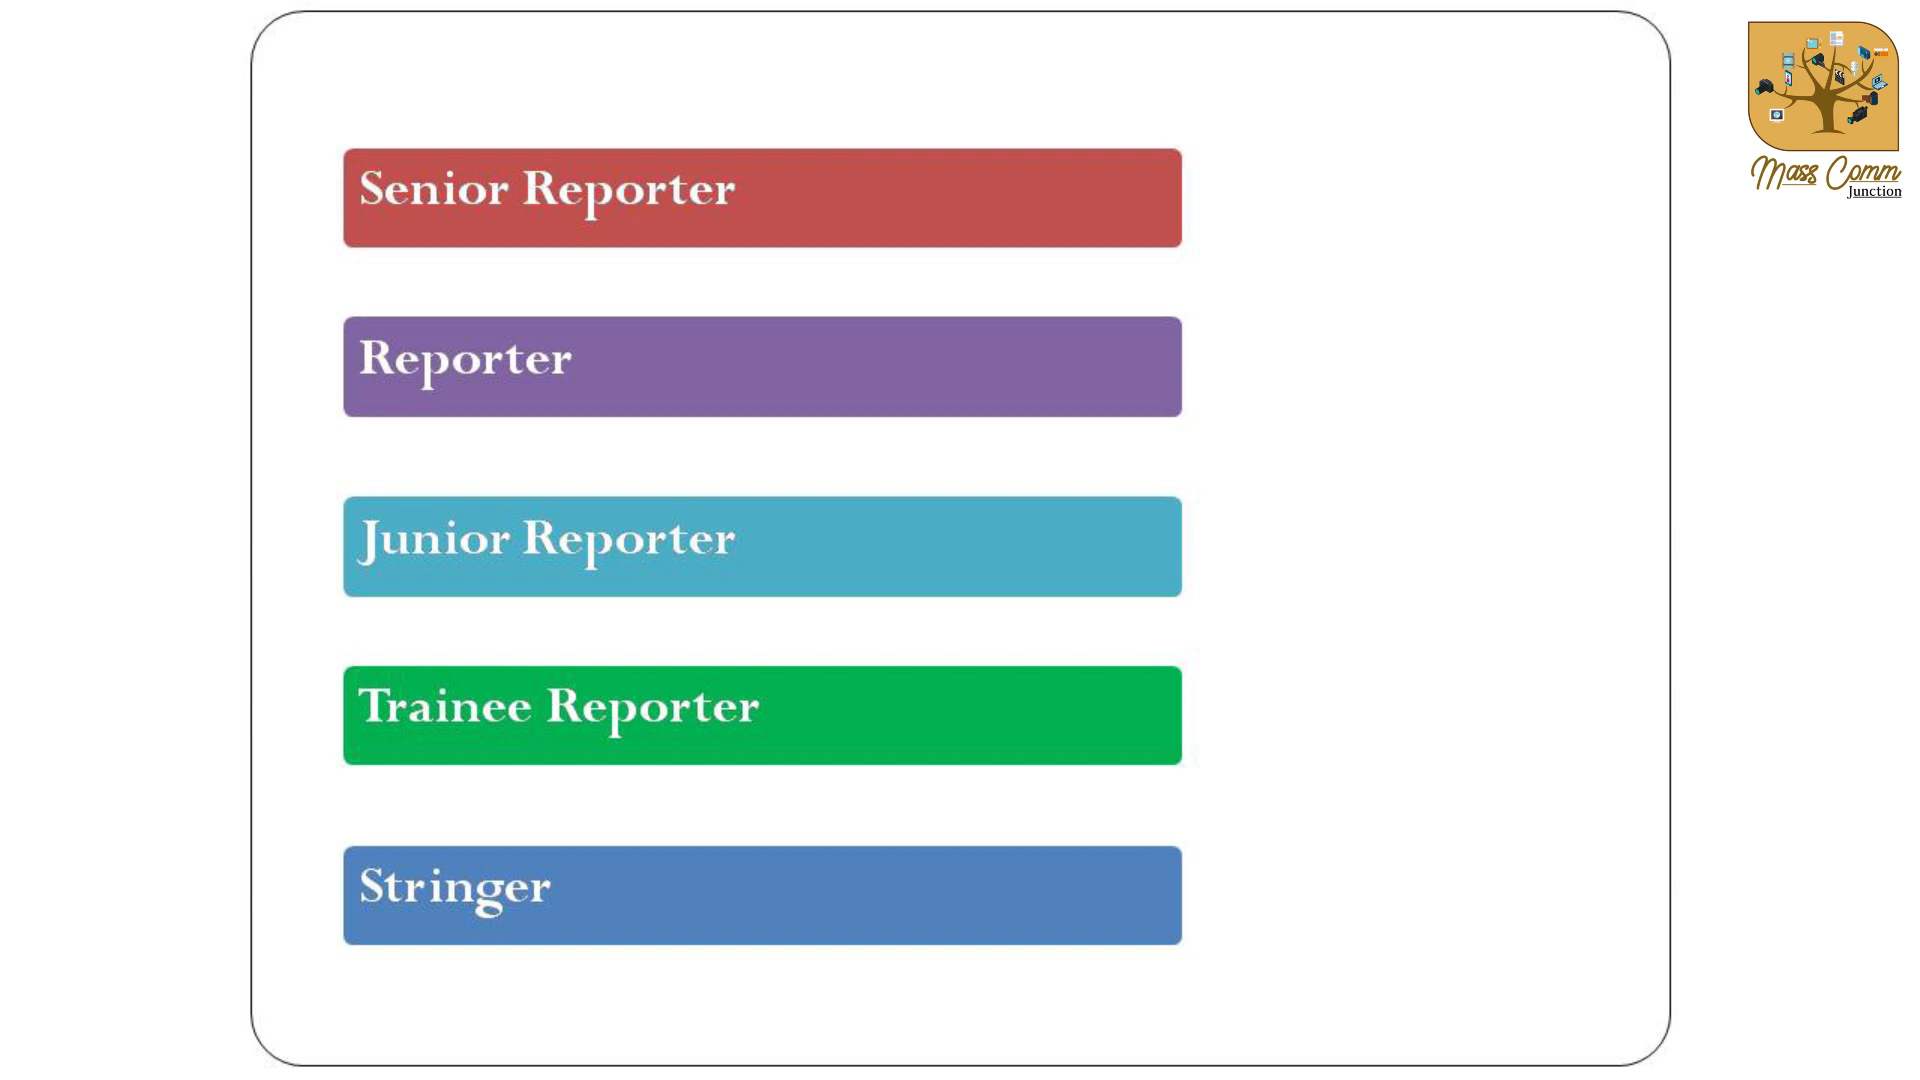 Senior Reporter
Reporter
Junior Reporter
Trainee Reporter
Stringer
Mass Comm
Junction